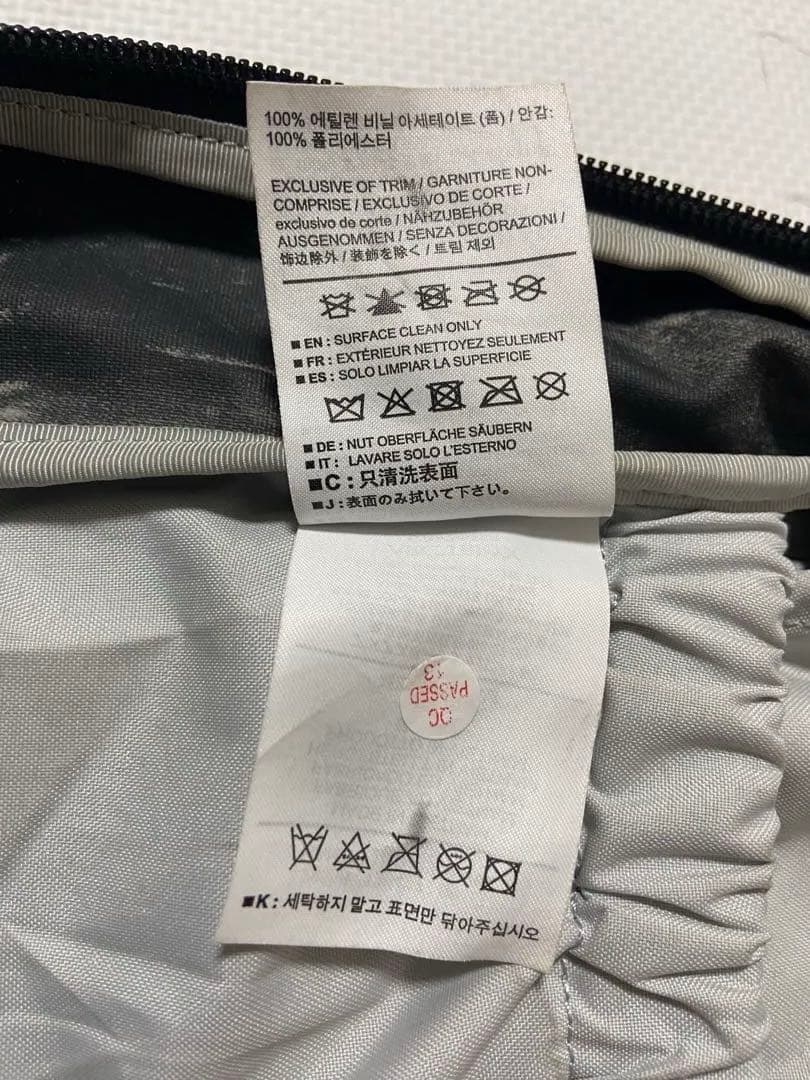 100% 에틸렌 비닐 아세테이트 (폼) / 안감:
100% 폴리에스터
EXCLUSIVE OF TRIM / GARNITURE NON-
COMPRISE / EXCLUSIVO DE CORTE /
exclusivo de corte / NÄHZUBEHÖR
AUSGENOMMEN / SENZA DECORAZIONI /
饰边除外 / 装飾を除く / 트림 제외
■ EN : SURFACE CLEAN ONLY
■ FR : EXTÉRIEUR NETTOYEZ SEULEMENT
■ ES : SOLO LIMPIAR LA SUPERFICIE
■ DE : NUT OBERFLÄCHE SÄUBERN
■ IT : LAVARE SOLO L'ESTERNO
■ C : 只清洗表面
■ J : 表面のみ拭いて下さい。
QC
PASSED
13
■ K : 세탁하지 말고 표면만 닦아주십시오